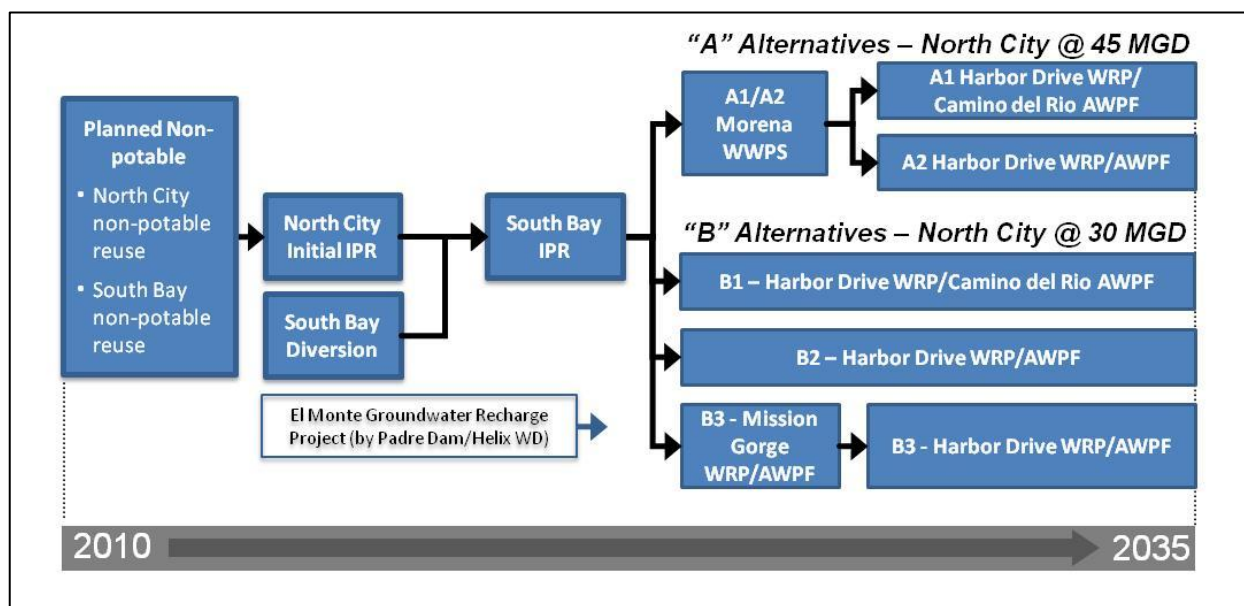 “A” Alternatives – North City @ 45 MGD
Planned Non-
potable
• North City
non-potable
reuse
• South Bay
non-potable
reuse
North City
Initial IPR
South Bay
Diversion
El Monte Groundwater Recharge
Project (by Padre Dam/Helix WD)
South Bay
IPR
A1/A2
Morena
WWPS
A1 Harbor Drive WRP/
Camino del Rio AWPF
A2 Harbor Drive WRP/AWPF
“B” Alternatives – North City @ 30 MGD
B1 – Harbor Drive WRP/Camino del Rio AWPF
B2 – Harbor Drive WRP/AWPF
B3 - Mission
Gorge
WRP/AWPF
B3 - Harbor Drive WRP/AWPF
2010
2035